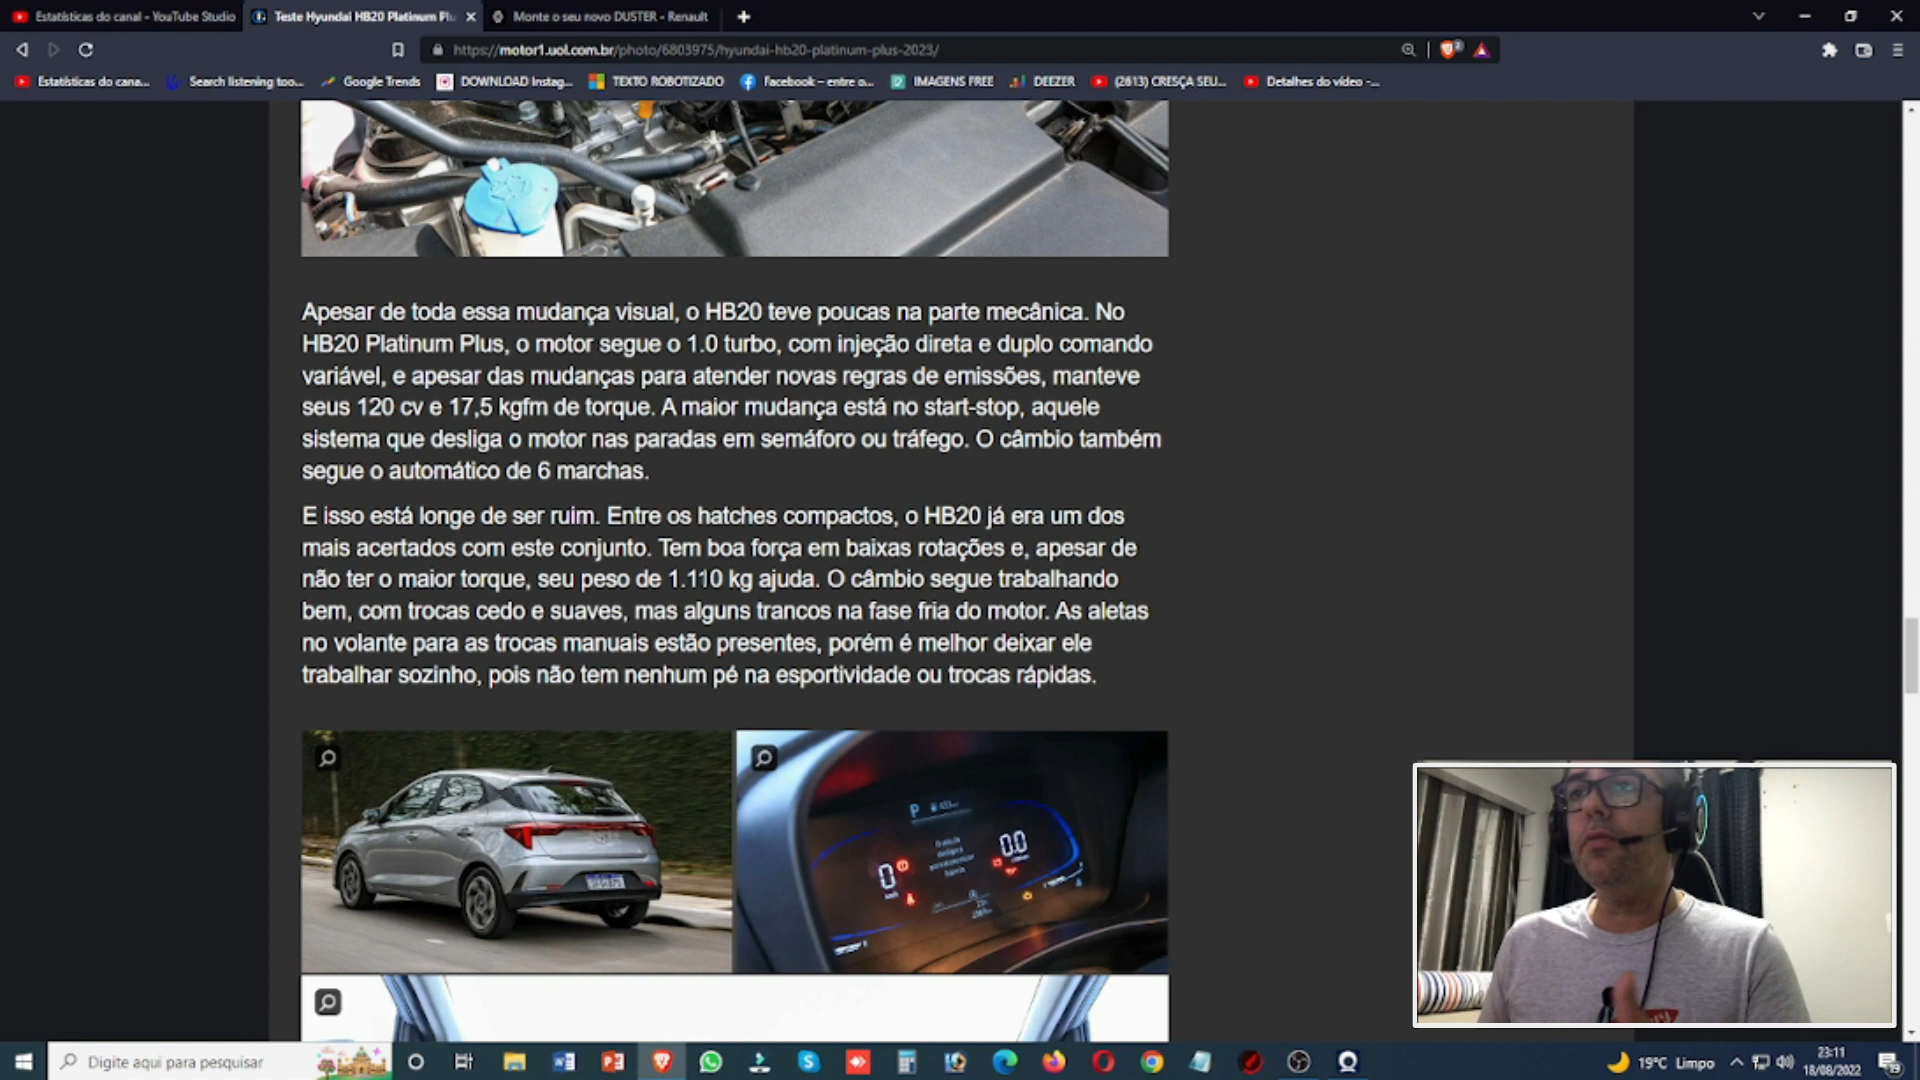 Estatísticas do canal - YouTube Studio
Teste Hyundai HB20 Platinum Plu
Monte o seu novo DUSTER - Renault
https://motor1.uol.com.br/photo/6803975/hyundai-hb20-platinum-plus-2023/
Estatísticas do cana...
Search listening too...
Google Trends
DOWNLOAD Instag...
TEXTO ROBOTIZADO
Facebook – entre o...
IMAGENS FREE
DEEZER
(2613) CRESÇA SEU...
Detalhes do vídeo -...
Apesar de toda essa mudança visual, o HB20 teve poucas na parte mecânica. No
HB20 Platinum Plus, o motor segue o 1.0 turbo, com injeção direta e duplo comando
variável, e apesar das mudanças para atender novas regras de emissões, manteve
seus 120 cv e 17,5 kgfm de torque. A maior mudança está no start-stop, aquele
sistema que desliga o motor nas paradas em semáforo ou tráfego. O câmbio também
segue o automático de 6 marchas.
E isso está longe de ser ruim. Entre os hatches compactos, o HB20 já era um dos
mais acertados com este conjunto. Tem boa força em baixas rotações e, apesar de
não ter o maior torque, seu peso de 1.110 kg ajuda. O câmbio segue trabalhando
bem, com trocas cedo e suaves, mas alguns trancos na fase fria do motor. As aletas
no volante para as trocas manuais estão presentes, porém é melhor deixar ele
trabalhar sozinho, pois não tem nenhum pé na esportividade ou trocas rápidas.
P
0
0.0
Digite aqui para pesquisar
19°C Limpo
23:11
18/08/2022